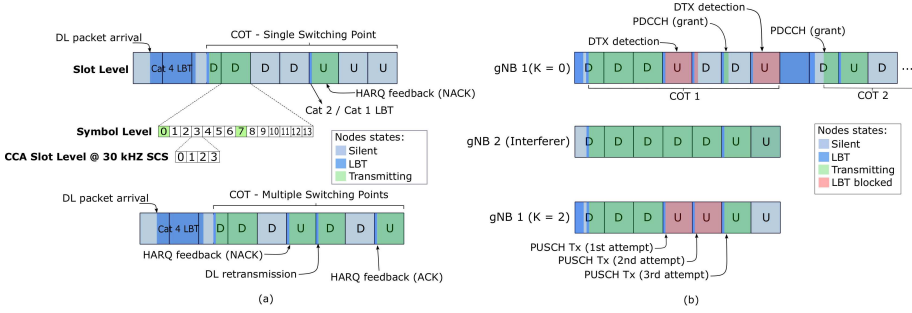 DL packet arrival
COT - Single Switching Point
Slot Level
Cat 4 LBT
D D D D U U U
HARQ feedback (NACK)
Cat 2 / Cat 1 LBT
Symbol Level
0 1 2 3 4 5 6 7 8 9 10 11 12 13
CCA Slot Level @ 30 kHZ SCS
0 1 2 3
Nodes states:
Silent
LBT
Transmitting
DL packet arrival
COT - Multiple Switching Points
Cat 4 LBT
D D D U D D U
HARQ feedback (NACK)
DL retransmission
HARQ feedback (ACK)
(a)
DTX detection
PDCCH (grant)
DTX detection
PDCCH (grant)
gNB 1(K = 0)
D D D U D D U D U D ...
COT 1
COT 2
gNB 2 (Interferer)
D D D D D U U
Nodes states:
Silent
LBT
Transmitting
LBT blocked
gNB 1 (K = 2)
D D D U U U U
PUSCH Tx (1st attempt)
PUSCH Tx (2nd attempt)
PUSCH Tx (3rd attempt)
(b)